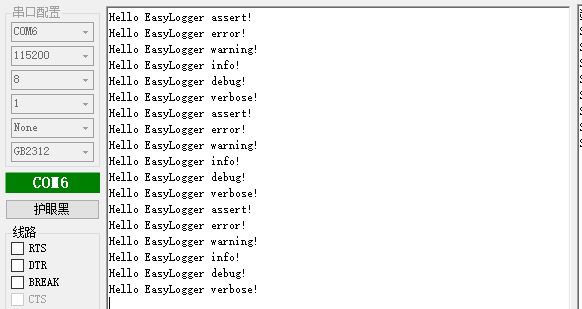 串口配置
COM6
115200
8
1
None
GB2312
COM6
护眼黑
线路
RTS
DTR
BREAK
CTS
Hello EasyLogger assert!
Hello EasyLogger error!
Hello EasyLogger warning!
Hello EasyLogger info!
Hello EasyLogger debug!
Hello EasyLogger verbose!
Hello EasyLogger assert!
Hello EasyLogger error!
Hello EasyLogger warning!
Hello EasyLogger info!
Hello EasyLogger debug!
Hello EasyLogger verbose!
Hello EasyLogger assert!
Hello EasyLogger error!
Hello EasyLogger warning!
Hello EasyLogger info!
Hello EasyLogger debug!
Hello EasyLogger verbose!